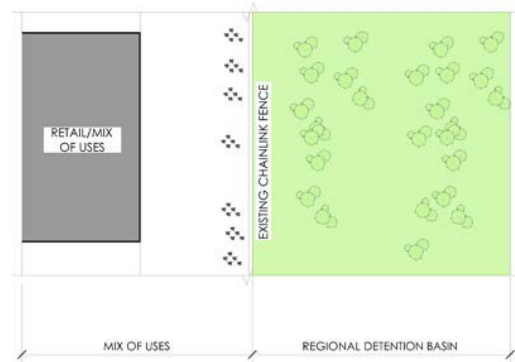 RETAIL/MIX
OF USES
EXISTING CHAINLINK FENCE
MIX OF USES
REGIONAL DETENTION BASIN